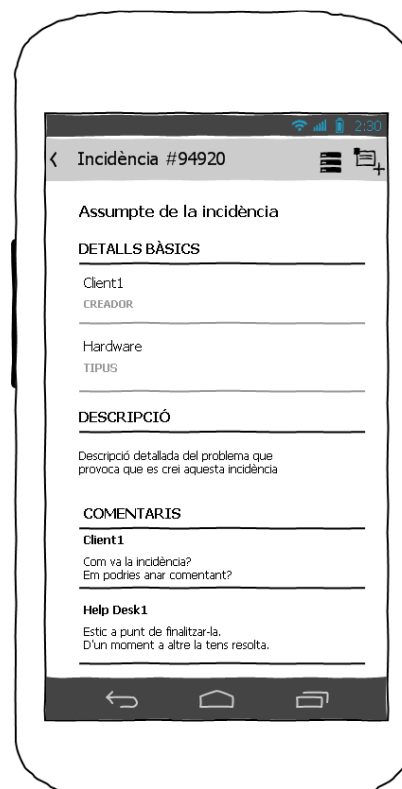 2:30
Incidència #94920
Assumpte de la incidència
DETALLS BÀSICS
Client1
CREADOR
Hardware
TIPUS
DESCRIPCIÓ
Descripció detallada del problema que
provoca que es crei aquesta incidència
COMENTARIS
Client1
Com va la incidència?
Em podries anar comentant?
Help Desk1
Estic a punt de finalitzar-la.
D'un moment a altre la tens resolta.